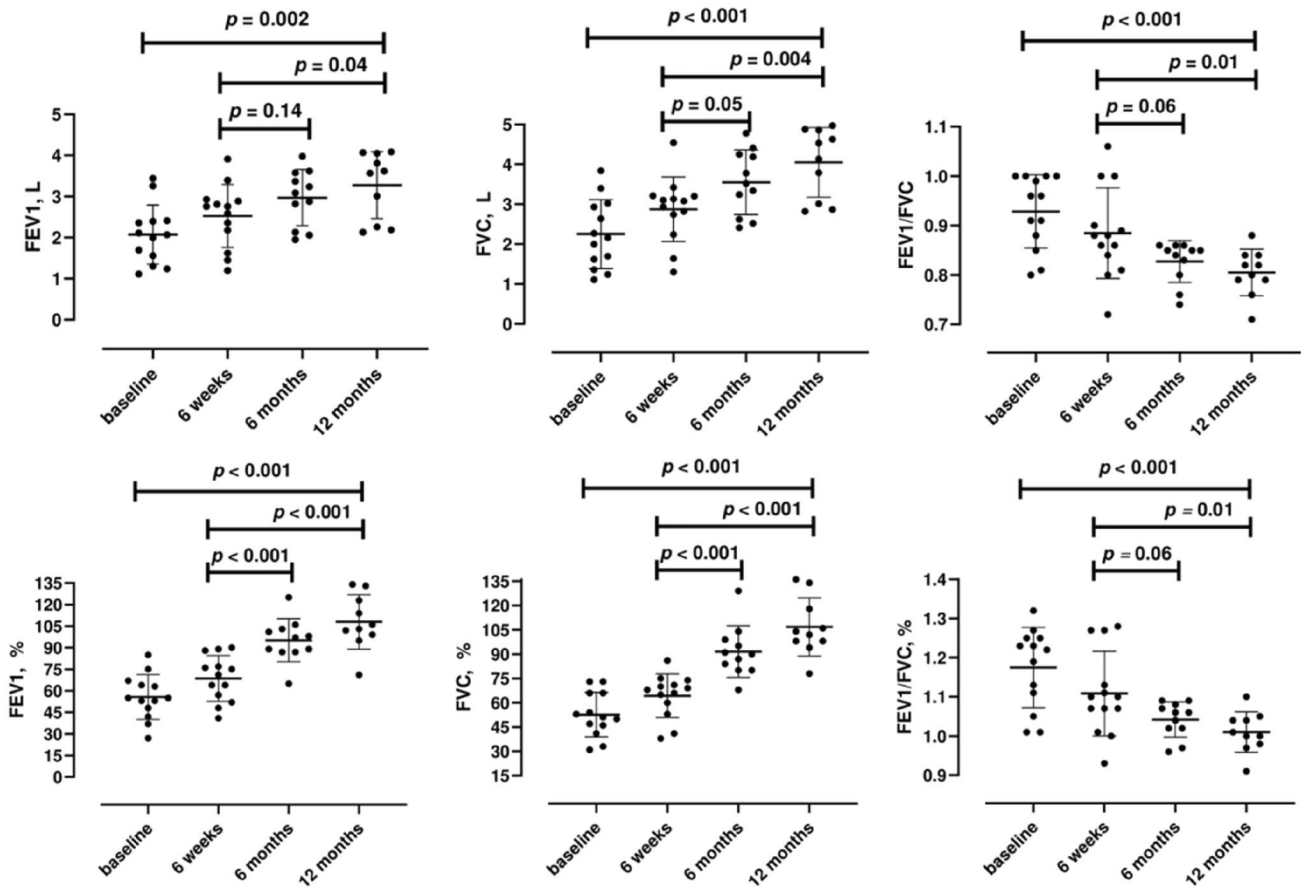 p = 0.002
p = 0.04
p = 0.14
FEV1, L
5
4
3
2
1
0
baseline
6 weeks
6 months
12 months
p < 0.001
p = 0.004
p = 0.05
FVC, L
5
4
3
2
1
0
baseline
6 weeks
6 months
12 months
p < 0.001
p = 0.01
p = 0.06
FEV1/FVC
1.1
1.0
0.9
0.8
0.7
baseline
6 weeks
6 months
12 months
p < 0.001
p < 0.001
p < 0.001
FEV1, %
135
120
105
90
75
60
45
30
15
0
baseline
6 weeks
6 months
12 months
p < 0.001
p < 0.001
p < 0.001
FVC, %
135
120
105
90
75
60
45
30
15
baseline
6 weeks
6 months
12 months
p < 0.001
p = 0.01
p = 0.06
FEV1/FVC, %
1.4
1.3
1.2
1.1
1.0
0.9
baseline
6 weeks
6 months
12 months